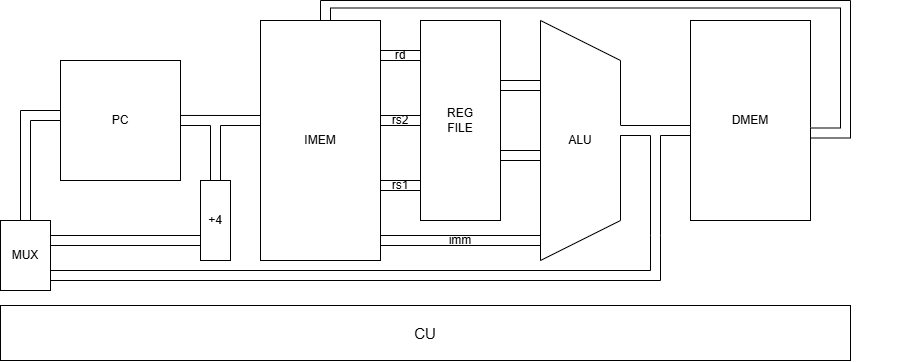 rd
REG
FILE
PC
rs2
IMEM
ALU
DMEM
rs1
+4
imm
MUX
CU